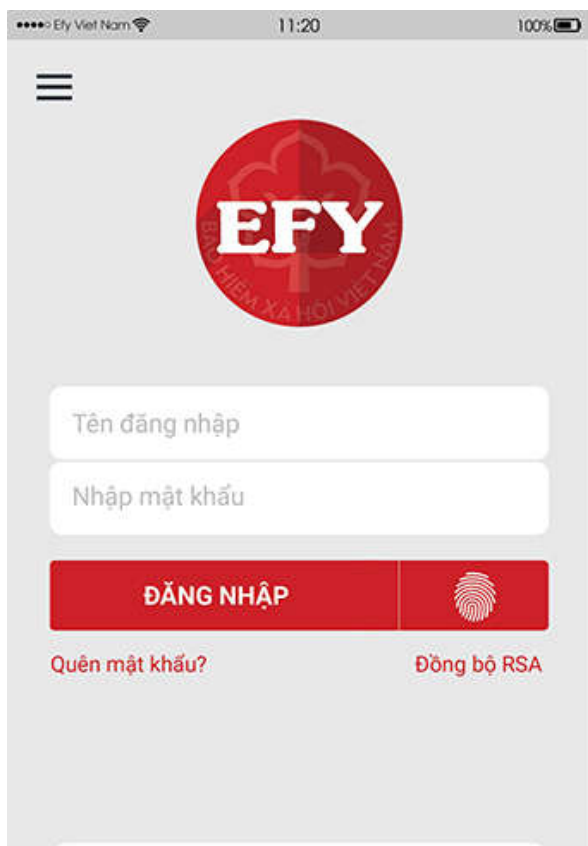 Efy Viet Nam 11:20 100%
EFY
BẢO HIỂM XÃ HỘI VIỆT NAM
Tên đăng nhập
Nhập mật khẩu
ĐĂNG NHẬP
Quên mật khẩu? Đồng bộ RSA